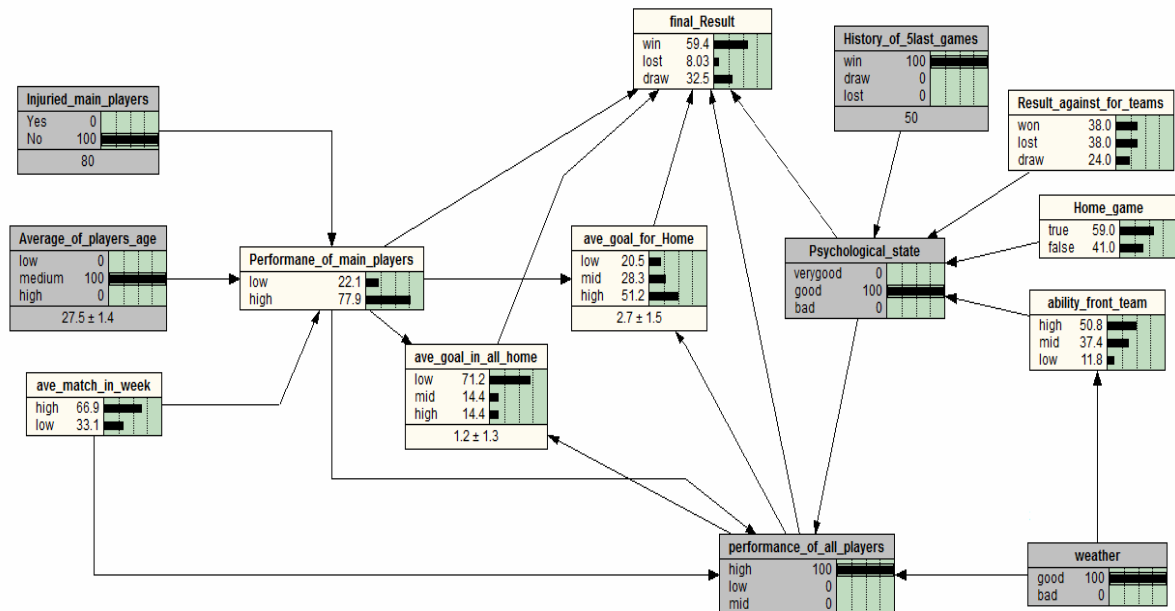 final_Result
win 59.4
lost 8.03
draw 32.5
History_of_5last_games
win 100
draw 0
lost 0
50
Injuried_main_players
Yes 0
No 100
80
Result_against_for_teams
won 38.0
lost 38.0
draw 24.0
Home_game
true 59.0
false 41.0
Average_of_players_age
low 0
medium 100
high 0
27.5 ± 1.4
Performane_of_main_players
low 22.1
high 77.9
ave_goal_for_Home
low 20.5
mid 28.3
high 51.2
2.7 ± 1.5
Psychological_state
verygood 0
good 100
bad 0
ability_front_team
high 50.8
mid 37.4
low 11.8
ave_goal_in_all_home
low 71.2
mid 14.4
high 14.4
1.2 ± 1.3
ave_match_in_week
high 66.9
low 33.1
performance_of_all_players
high 100
low 0
mid 0
weather
good 100
bad 0